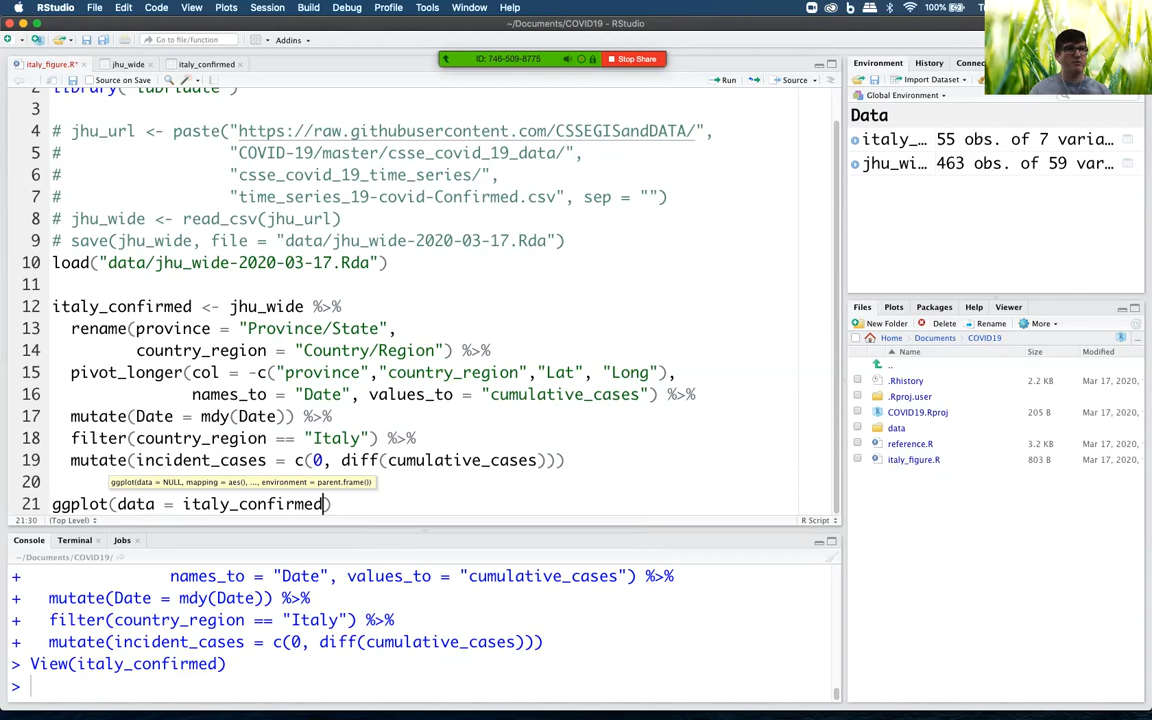 RStudio File Edit Code View Plots Session Build Debug Profile Tools Window Help 100%
~/Documents/COVID19 - RStudio
Go to file/function Addins
ID: 746-509-8775 Stop Share
italy_figure.R* jhu_wide italy_confirmed
Source on Save Run Source
2
3
4 # jhu_url <- paste("https://raw.githubusercontent.com/CSSEGISandDATA/",
5 # "COVID-19/master/csse_covid_19_data/",
6 # "csse_covid_19_time_series/",
7 # "time_series_19-covid-Confirmed.csv", sep = "")
8 # jhu_wide <- read_csv(jhu_url)
9 # save(jhu_wide, file = "data/jhu_wide-2020-03-17.Rda")
10 load("data/jhu_wide-2020-03-17.Rda")
11
12 italy_confirmed <- jhu_wide %>%
13 rename(province = "Province/State",
14 country_region = "Country/Region") %>%
15 pivot_longer(col = -c("province","country_region","Lat", "Long"),
16 names_to = "Date", values_to = "cumulative_cases") %>%
17 mutate(Date = mdy(Date)) %>%
18 filter(country_region == "Italy") %>%
19 mutate(incident_cases = c(0, diff(cumulative_cases)))
20
ggplot(data = NULL, mapping = aes(), ..., environment = parent.frame())
21 ggplot(data = italy_confirmed)
21:30 (Top Level) R Script
Console Terminal Jobs
~/Documents/COVID19/
+ names_to = "Date", values_to = "cumulative_cases") %>%
+ mutate(Date = mdy(Date)) %>%
+ filter(country_region == "Italy") %>%
+ mutate(incident_cases = c(0, diff(cumulative_cases)))
> View(italy_confirmed)
>
Environment History Connec
Import Dataset
Global Environment
Data
italy_… 55 obs. of 7 varia…
jhu_wi… 463 obs. of 59 var…
Files Plots Packages Help Viewer
New Folder Delete Rename More
Home Documents COVID19
Name Size Modified
..
.Rhistory 2.2 KB Mar 17, 2020,
.Rproj.user
COVID19.Rproj 205 B Mar 17, 2020,
data
reference.R 3.2 KB Mar 17, 2020,
italy_figure.R 803 B Mar 17, 2020,